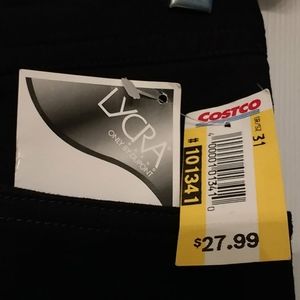 LYCRA
ONLY BY DUPONT
COSTCO
# 101341
31
$27.99